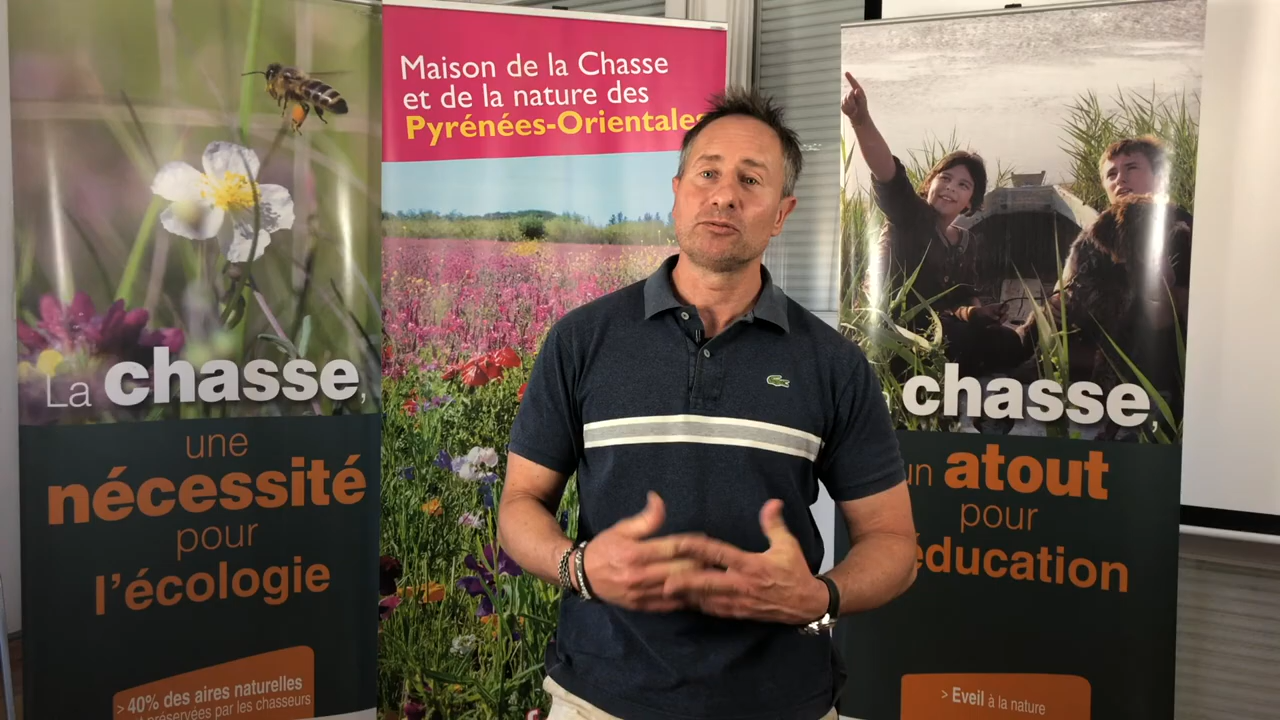 La chasse,
une
nécessité
pour
l'écologie
> 40% des aires naturelles
préservées par les chasseurs
Maison de la Chasse
et de la nature des
Pyrénées-Orientales
chasse,
un atout
pour
éducation
> Eveil à la nature